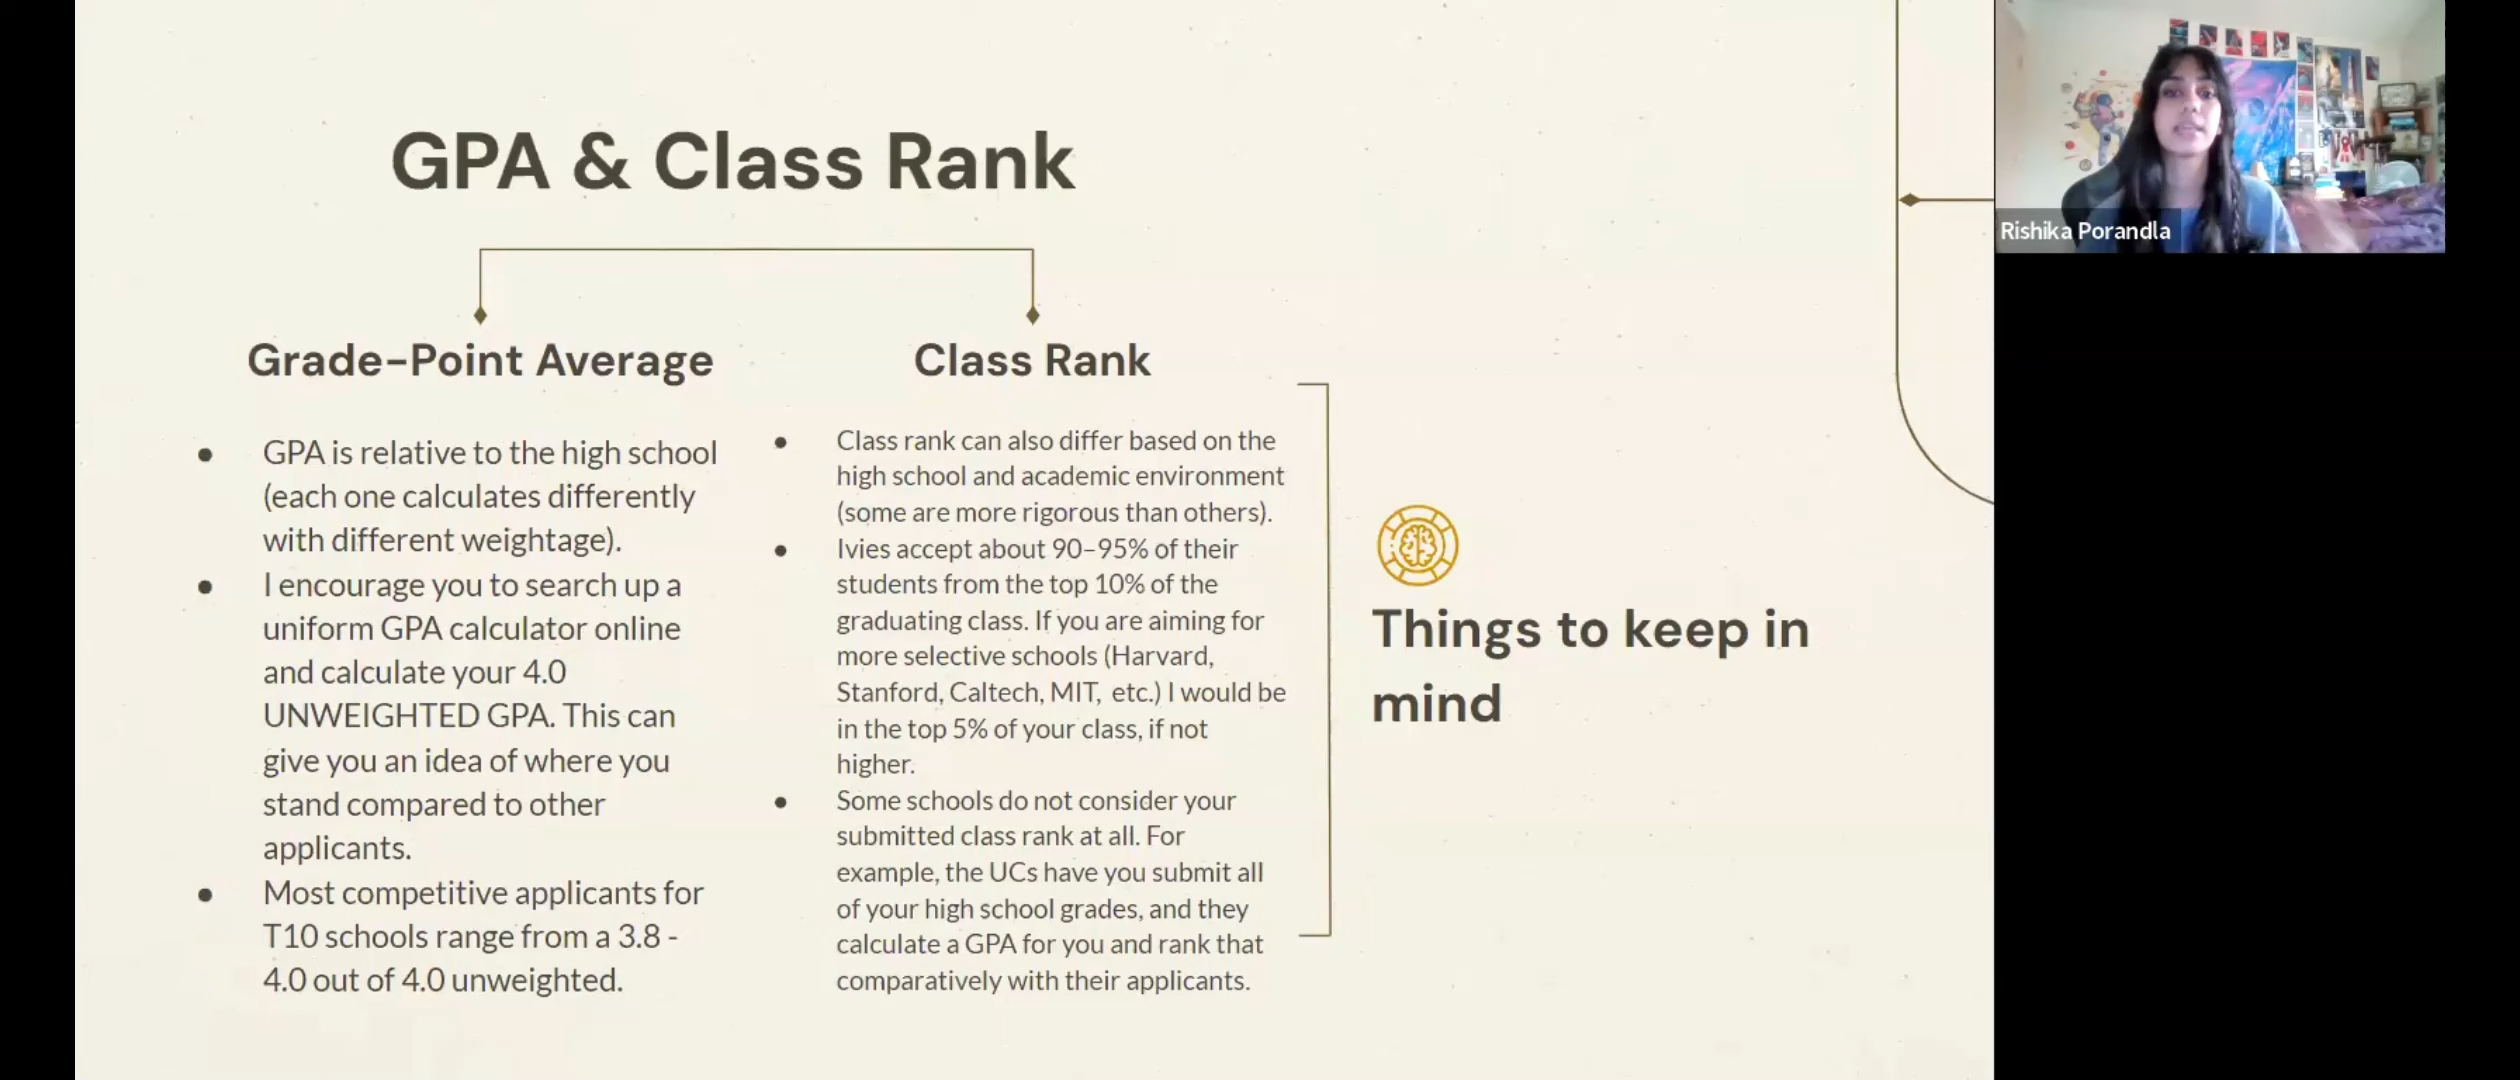 GPA & Class Rank
Grade-Point Average
● GPA is relative to the high school
(each one calculates differently
with different weightage).
● I encourage you to search up a
uniform GPA calculator online
and calculate your 4.0
UNWEIGHTED GPA. This can
give you an idea of where you
stand compared to other
applicants.
● Most competitive applicants for
T10 schools range from a 3.8 -
4.0 out of 4.0 unweighted.
Class Rank
● Class rank can also differ based on the
high school and academic environment
(some are more rigorous than others).
● Ivies accept about 90–95% of their
students from the top 10% of the
graduating class. If you are aiming for
more selective schools (Harvard,
Stanford, Caltech, MIT, etc.) I would be
in the top 5% of your class, if not
higher.
● Some schools do not consider your
submitted class rank at all. For
example, the UCs have you submit all
of your high school grades, and they
calculate a GPA for you and rank that
comparatively with their applicants.
Things to keep in
mind
Rishika Porandla